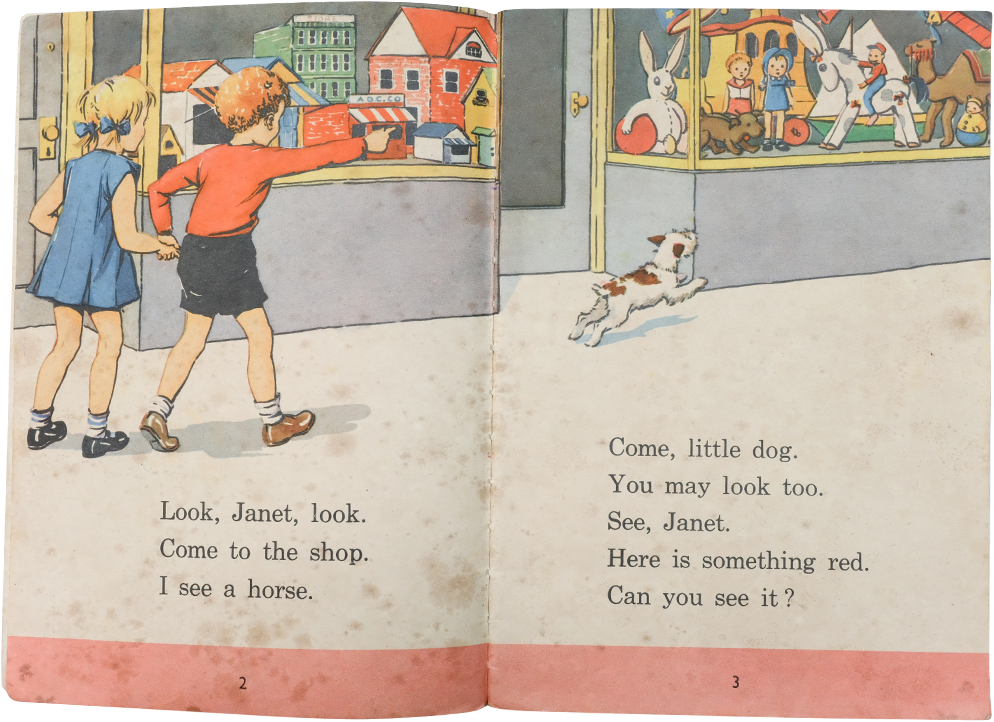 A.B.C. CO
Look, Janet, look.
Come to the shop.
I see a horse.
2
Come, little dog.
You may look too.
See, Janet.
Here is something red.
Can you see it?
3